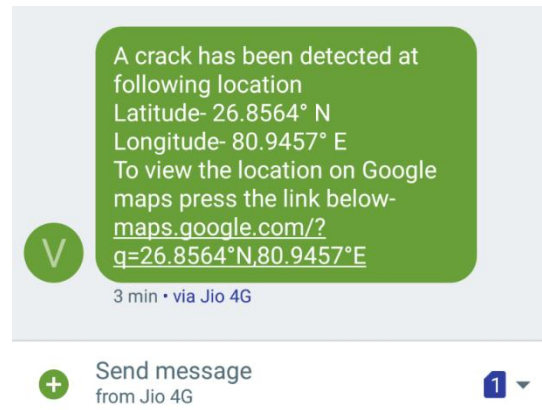 A crack has been detected at
following location
Latitude- 26.8564° N
Longitude- 80.9457° E
To view the location on Google
maps press the link below-
maps.google.com/?
q=26.8564°N,80.9457°E
V
3 min • via Jio 4G
Send message
from Jio 4G
1